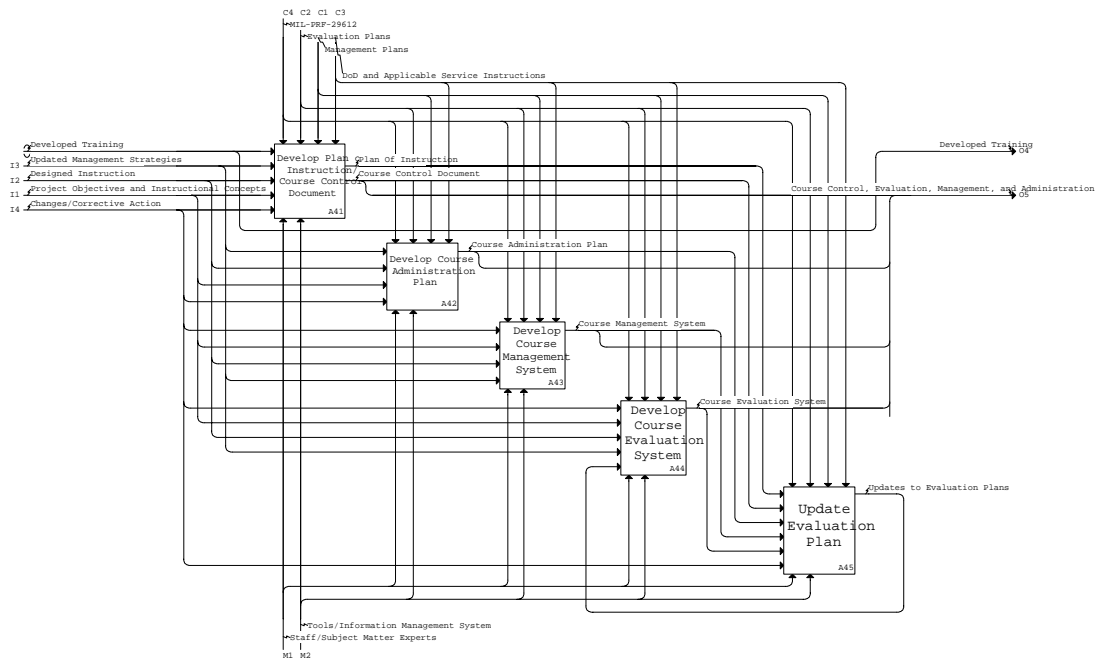 C4 C2 C1 C3
MIL-PRF-29612
Evaluation Plans
Management Plans
DoD and Applicable Service Instructions
Developed Training
I3 Updated Management Strategies
I2 Designed Instruction
I1 Project Objectives and Instructional Concepts
I4 Changes/Corrective Action
Develop Plan Of
Instruction/
Course Control
Document
A41
Plan Of Instruction
Course Control Document
Developed Training
O4
Course Control, Evaluation, Management, and Administration
O5
Develop Course
Administration
Plan
A42
Course Administration Plan
Develop
Course
Management
System
A43
Course Management System
Develop
Course
Evaluation
System
A44
Course Evaluation System
Update
Evaluation
Plan
A45
Updates to Evaluation Plans
Tools/Information Management System
Staff/Subject Matter Experts
M1 M2